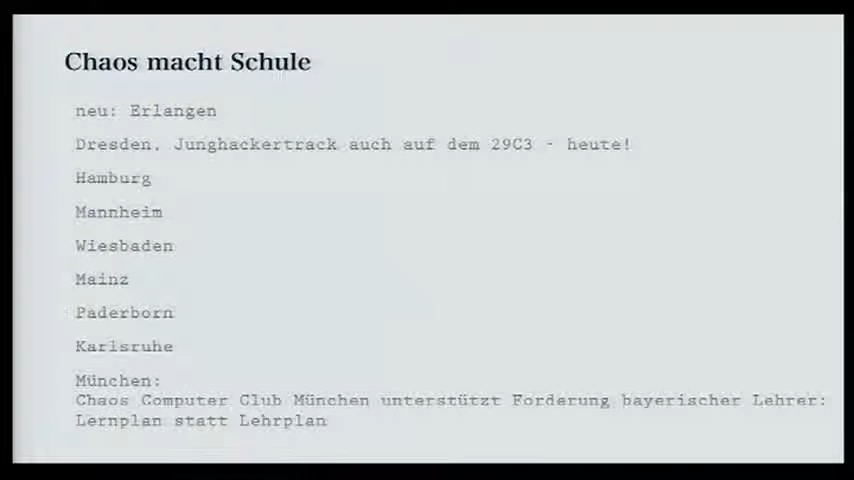 Chaos macht Schule
neu: Erlangen
Dresden, Junghackertrack auch auf dem 29C3 - heute!
Hamburg
Mannheim
Wiesbaden
Mainz
Paderborn
Karlsruhe
München:
Chaos Computer Club München unterstützt Forderung bayerischer Lehrer:
Lernplan statt Lehrplan